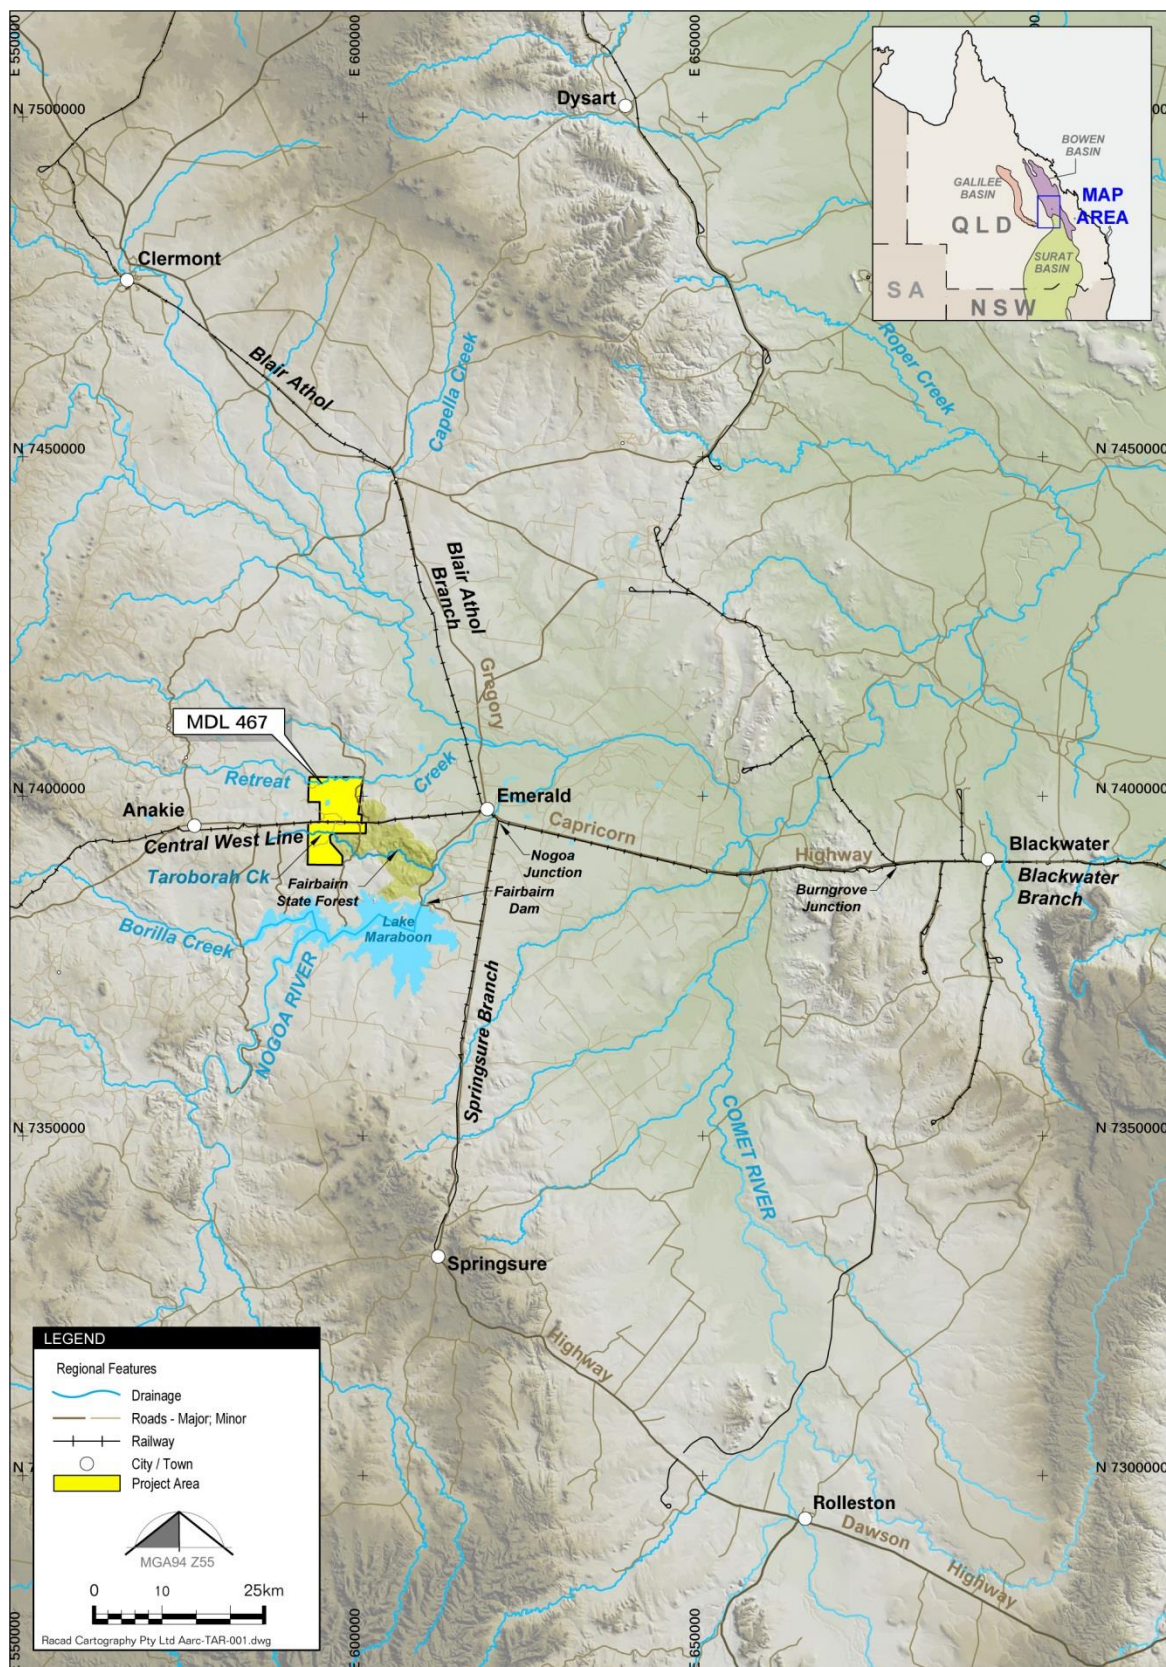 E 550000
E 600000
E 650000
N 7500000
Dysart
BOWEN
BASIN
GALILEE
BASIN
MAP
AREA
QLD
SURAT
BASIN
SA
NSW
Clermont
Blair Athol
Capella Creek
Roper Creek
N 7450000
N 7450000
Blair Athol
Branch
Gregory
MDL 467
Retreat
Creek
N 7400000
N 7400000
Anakie
Emerald
Central West Line
Capricorn
Highway
Blackwater
Blackwater
Branch
Taroborah Ck
Nogoa
Junction
Burngrove
Junction
Fairbairn
State Forest
Fairbairn
Dam
Borilla Creek
Lake
Maraboon
NOGOA RIVER
Springsure Branch
COMET RIVER
N 7350000
N 7350000
Springsure
Highway
LEGEND
Regional Features
Drainage
Roads - Major; Minor
Railway
City / Town
Project Area
MGA94 Z55
0 10 25km
Racad Cartography Pty Ltd Aarc-TAR-001.dwg
N 7300000
Rolleston
Dawson
Highway
E 550000
E 600000
E 650000